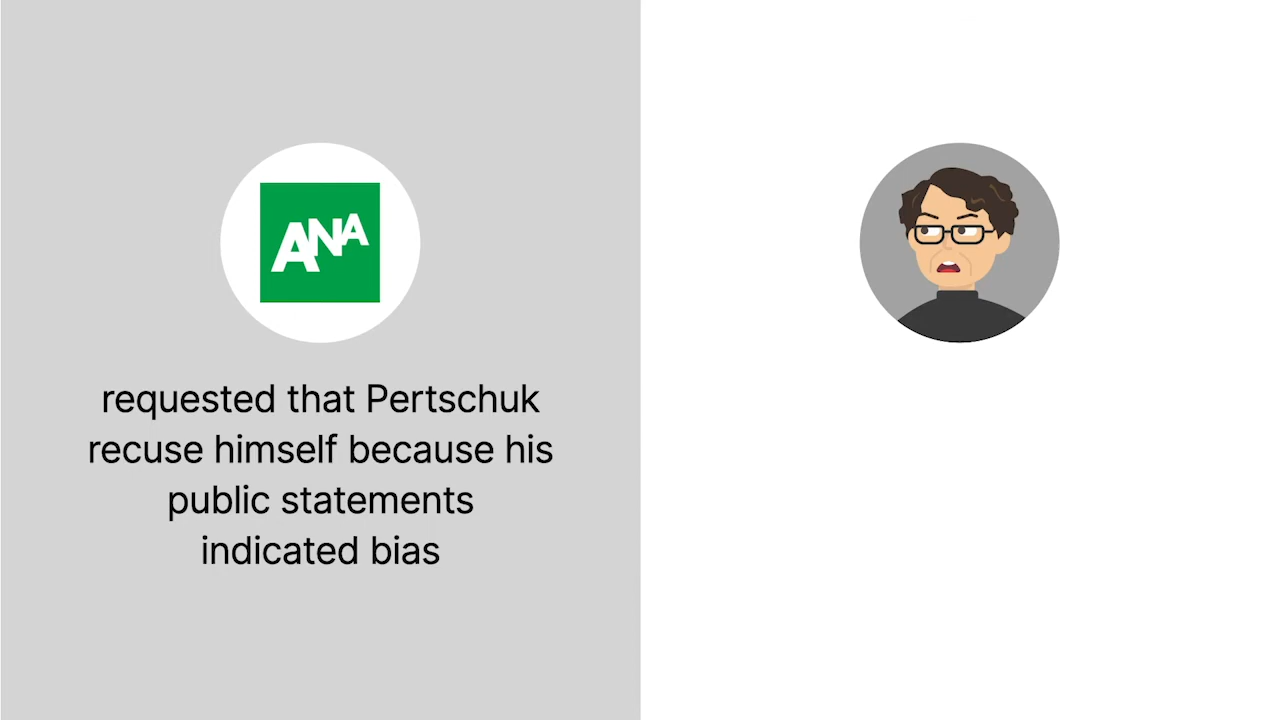 ANA
requested that Pertschuk
recuse himself because his
public statements
indicated bias